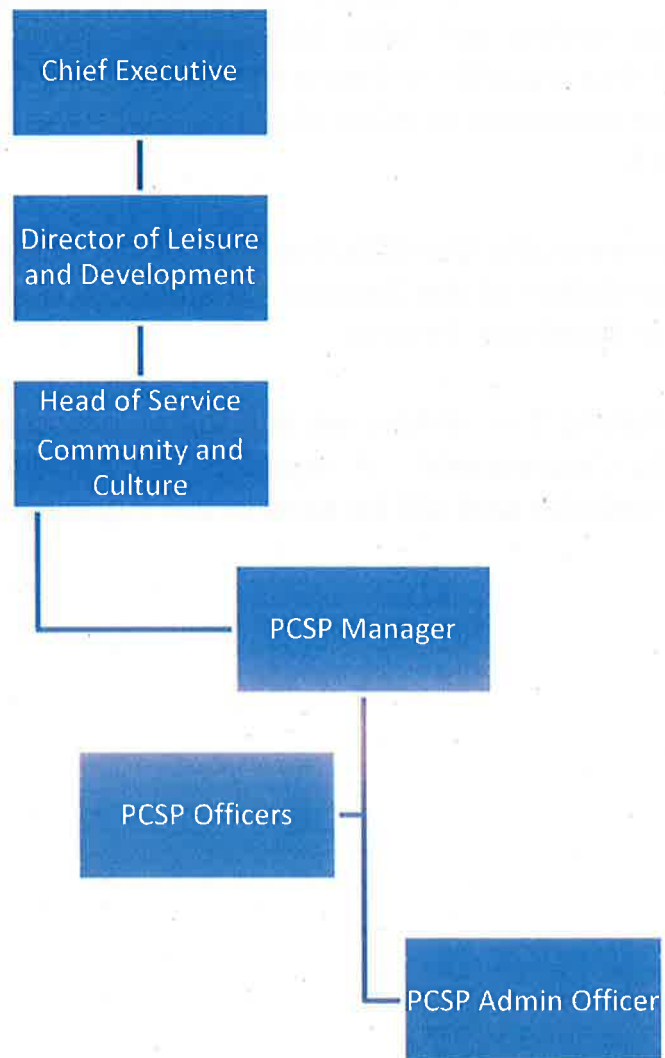 Chief Executive
Director of Leisure
and Development
Head of Service
Community and
Culture
PCSP Manager
PCSP Officers
PCSP Admin Officer